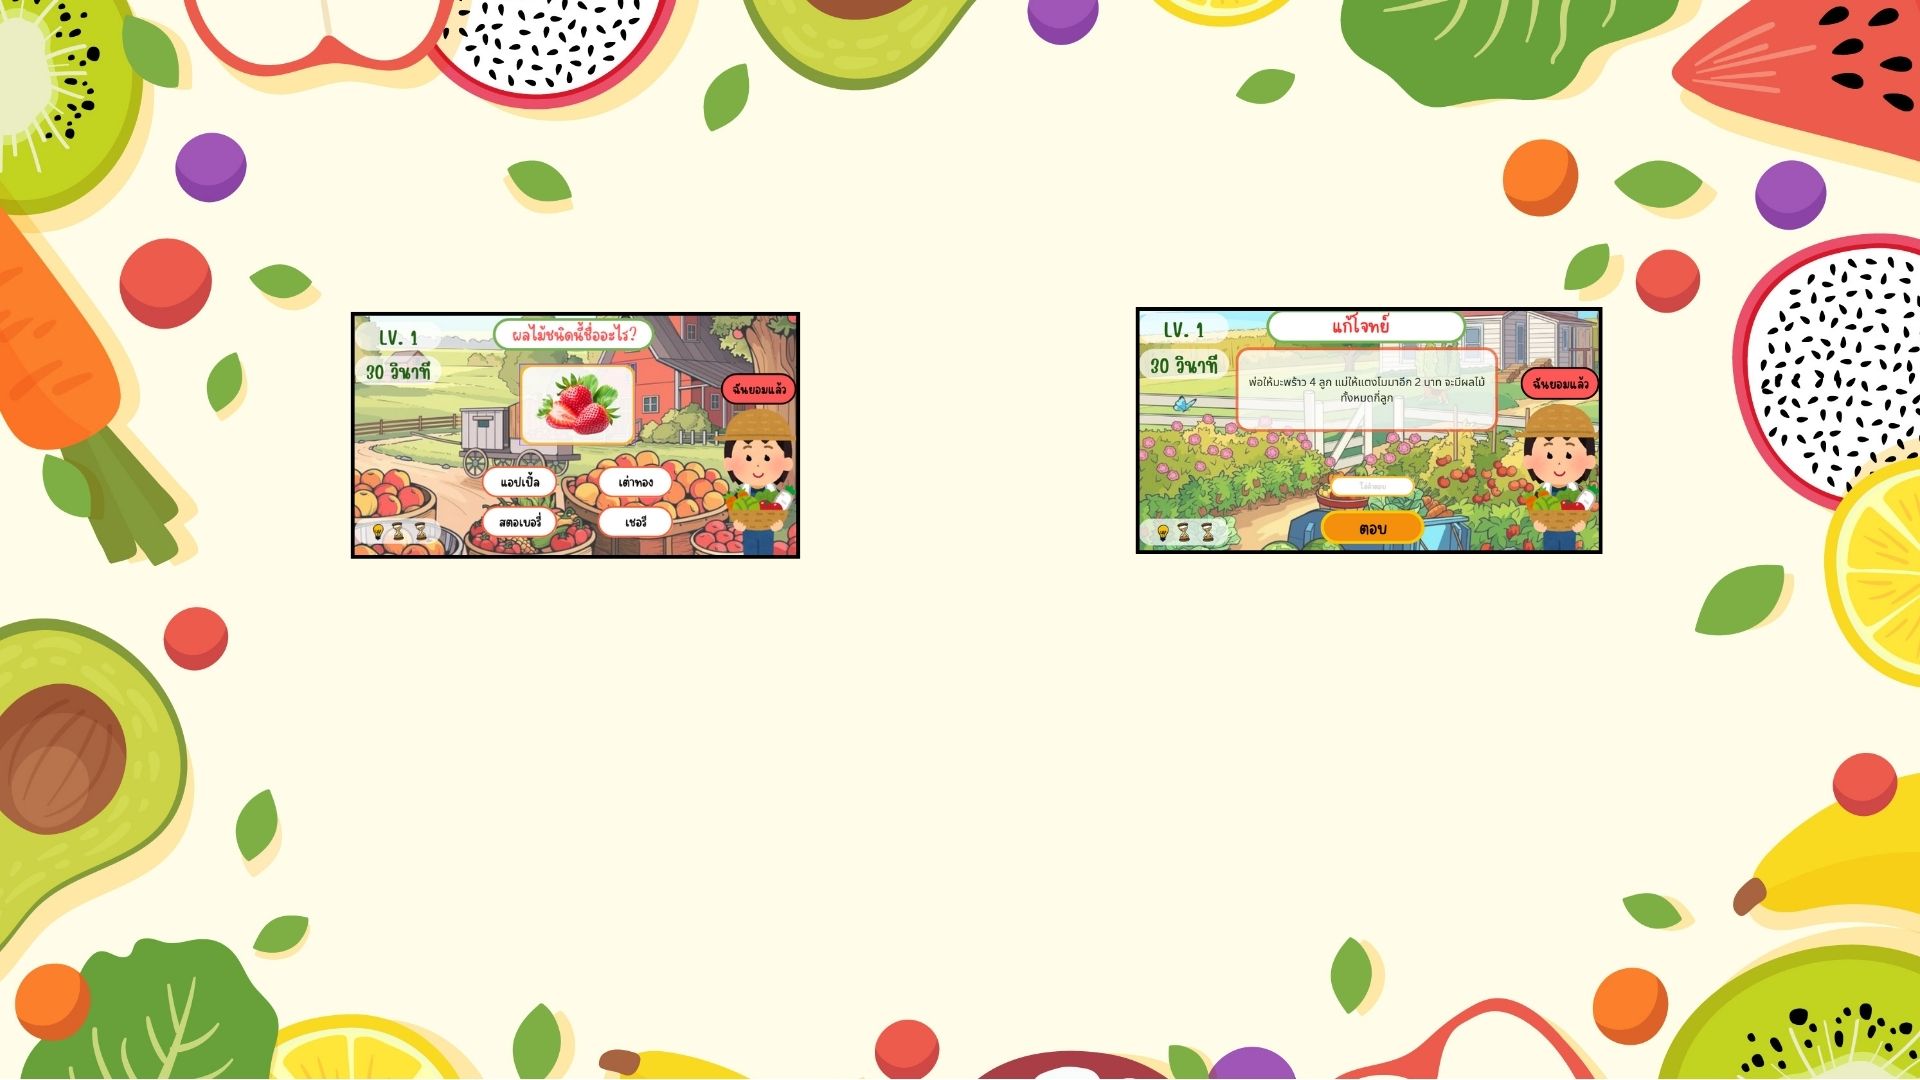 LV. 1
ผลไม้ชนิดนี้ชื่ออะไร?
30 วินาที
ฉันยอมแล้ว
แอปเปิ้ล
เต่าทอง
สตอเบอรี่
เชอรี่
LV. 1
แก้โจทย์
30 วินาที
พ่อให้มะพร้าว 4 ลูก แม่ให้แตงโมมาอีก 2 บาท จะมีผลไม้
ทั้งหมดกี่ลูก
ฉันยอมแล้ว
ใส่คำตอบ
ตอบ